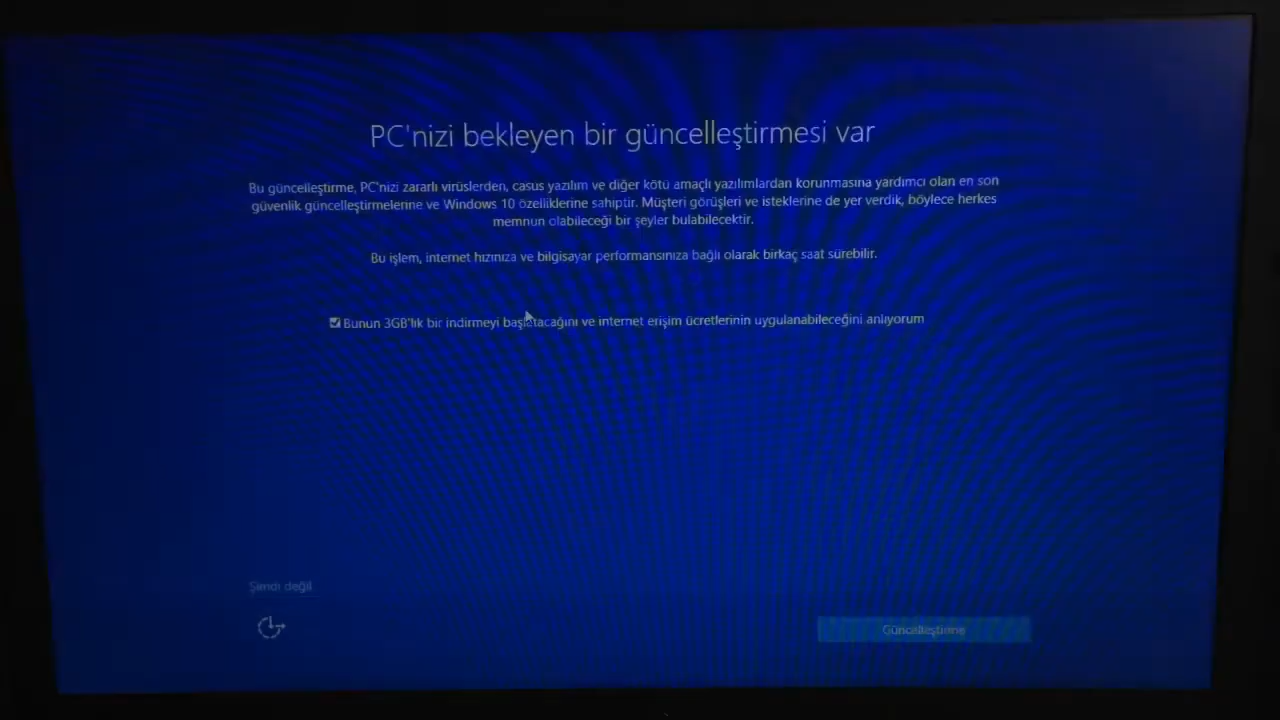 PC'nizi bekleyen bir güncelleştirmesi var
Bu güncelleştirme, PC'nizi zararlı virüslerden, casus yazılım ve diğer kötü amaçlı yazılımlardan korunmasına yardımcı olan en son
güvenlik güncelleştirmelerine ve Windows 10 özelliklerine sahiptir. Müşteri görüşleri ve isteklerine de yer verdik, böylece herkes
memnun olabileceği bir şeyler bulabilecektir.
Bu işlem, internet hızınıza ve bilgisayar performansınıza bağlı olarak birkaç saat sürebilir.
Bunun 3GB'lık bir indirmeyi başlatacağını ve internet erişim ücretlerinin uygulanabileceğini anlıyorum
Şimdi değil
Güncelleştirme